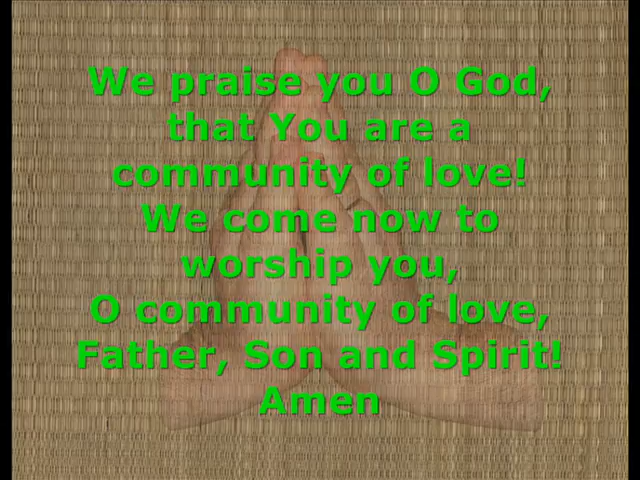 We praise you O God,
that You are a
community of love!
We come now to
worship you,
O community of love,
Father, Son and Spirit!
Amen